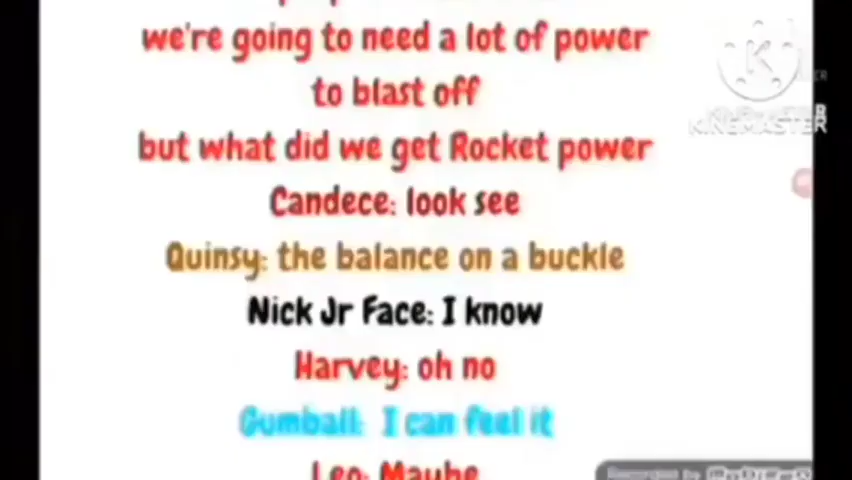 we're going to need a lot of power
to blast off
but what did we get Rocket power
Candece: look see
Quinsy: the balance on a buckle
Nick Jr Face: I know
Harvey: oh no
Gumball: I can feel it
Leo: Maybe
KINEMASTER